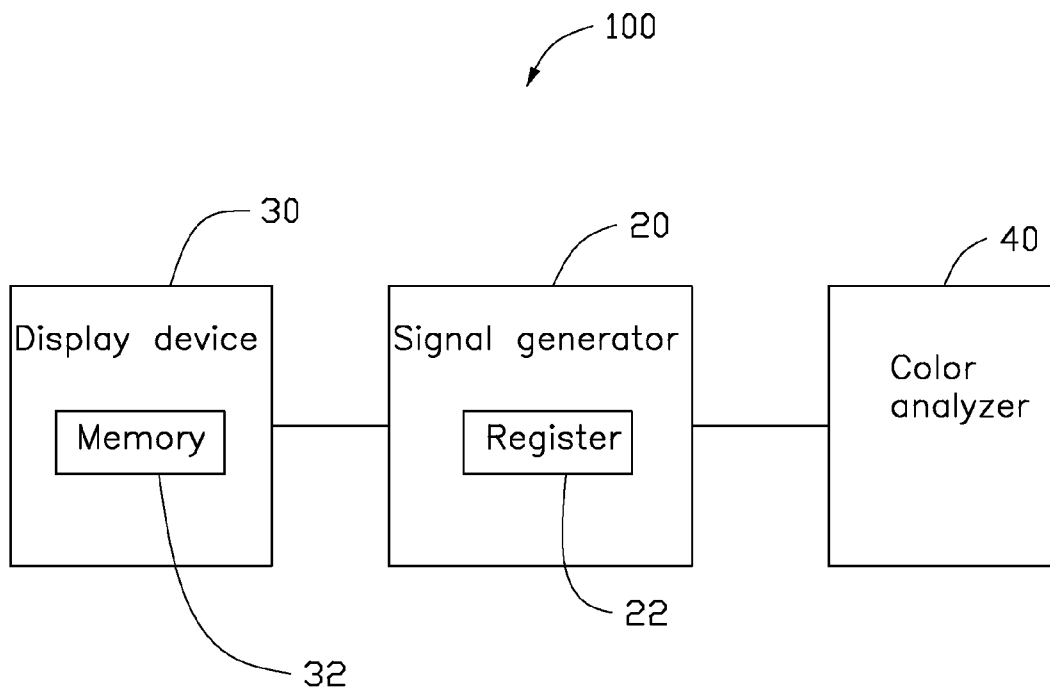 100
30
20
40
Display device
Signal generator
Color
analyzer
Memory
Register
22
32